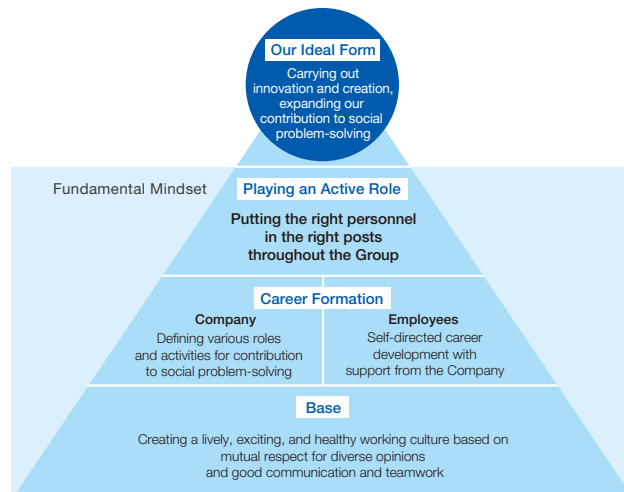 Our Ideal Form
Carrying out
innovation and creation,
expanding our
contribution to social
problem-solving
Fundamental Mindset
Playing an Active Role
Putting the right personnel
in the right posts
throughout the Group
Career Formation
Company
Defining various roles
and activities for contribution
to social problem-solving
Employees
Self-directed career
development with
support from the Company
Base
Creating a lively, exciting, and healthy working culture based on
mutual respect for diverse opinions
and good communication and teamwork